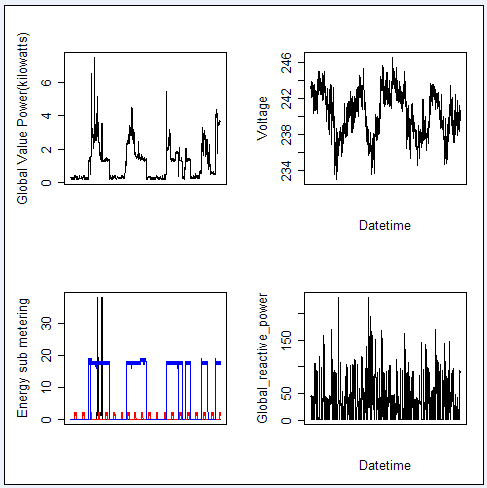 Global Value Power(kilowatts)
0 2 4 6
Voltage
234 238 242 246
Datetime
Energy sub metering
0 10 20 30
Global_reactive_power
0 50 150
Datetime